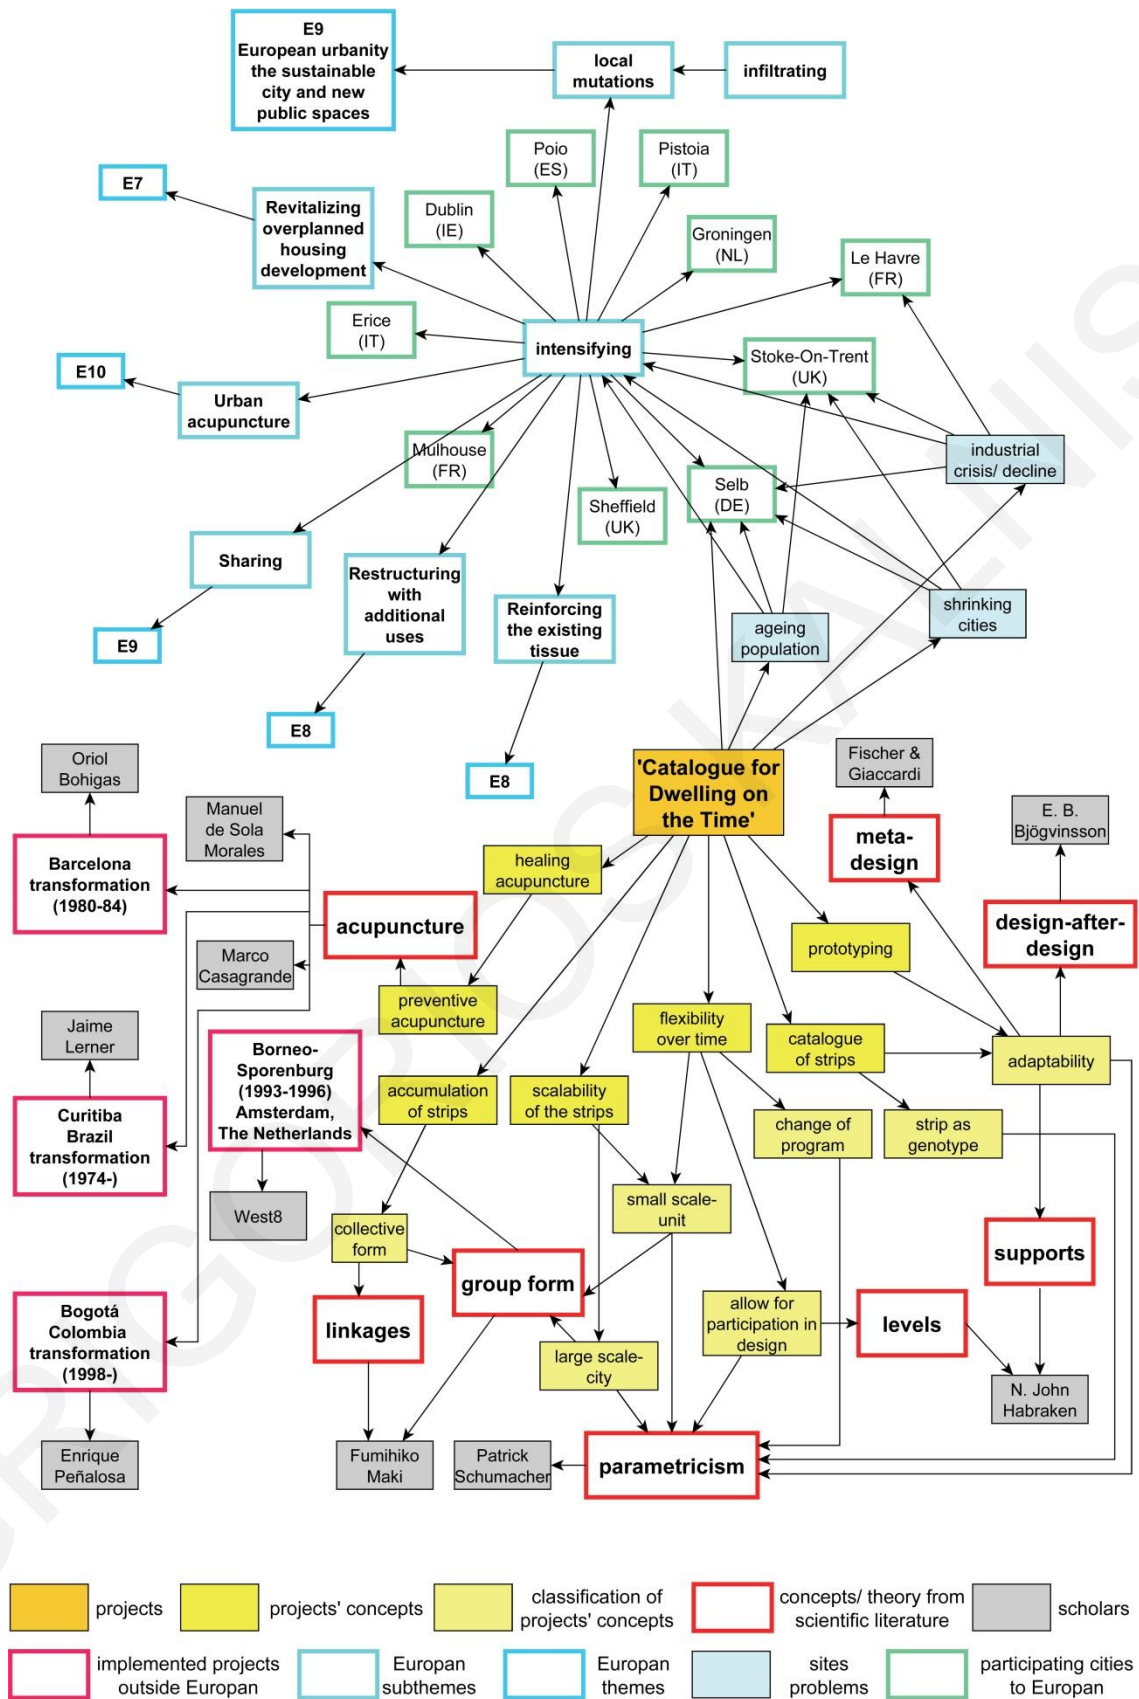 E9
European urbanity
the sustainable
city and new
public spaces
local
mutations
infiltrating
Poio
(ES)
Pistoia
(IT)
E7
Revitalizing
overplanned
housing
development
Dublin
(IE)
Groningen
(NL)
Le Havre
(FR)
Erice
(IT)
intensifying
Stoke-On-Trent
(UK)
E10
Urban
acupuncture
Mulhouse
(FR)
industrial
crisis/ decline
Selb
(DE)
Sheffield
(UK)
Sharing
Restructuring
with
additional
uses
Reinforcing
the existing
tissue
shrinking
cities
ageing
population
E9
E8
E8
Oriol
Bohigas
'Catalogue for
Dwelling on
the Time'
Fischer &
Giaccardi
Manuel
de Sola
Morales
E. B.
Bjögvinsson
Barcelona
transformation
(1980-84)
healing
acupuncture
meta-
design
acupuncture
prototyping
design-after-
design
Marco
Casagrande
preventive
acupuncture
flexibility
over time
catalogue
of strips
adaptability
Jaime
Lerner
Borneo-
Sporenburg
(1993-1996)
Amsterdam,
The Netherlands
accumulation
of strips
scalability
of the strips
Curitiba
Brazil
transformation
(1974-)
change of
program
strip as
genotype
West8
small scale-
unit
collective
form
supports
group form
Bogotá
Colombia
transformation
(1998-)
linkages
allow for
participation in
design
levels
large scale-
city
N. John
Habraken
Enrique
Peñalosa
Fumihiko
Maki
Patrick
Schumacher
parametricism
GRIGORIOS KALNIS
projects
projects' concepts
classification of
projects' concepts
concepts/ theory from
scientific literature
scholars
implemented projects
outside Europan
Europan
subthemes
Europan
themes
sites
problems
participating cities
to Europan